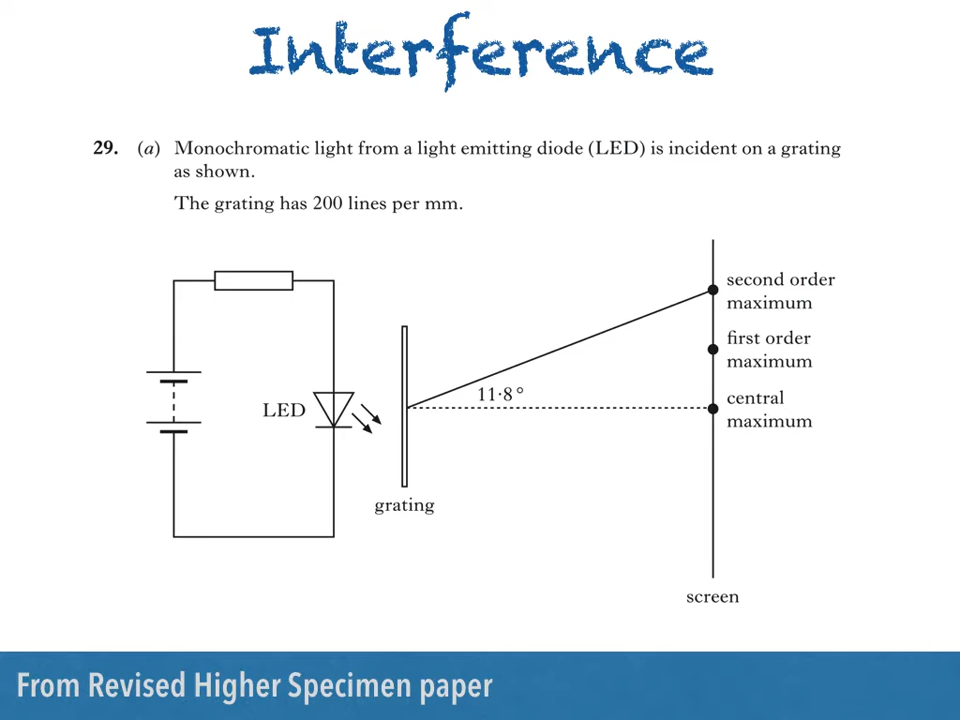 Interference
29. (a) Monochromatic light from a light emitting diode (LED) is incident on a grating
as shown.
The grating has 200 lines per mm.
second order
maximum
first order
maximum
11·8°
central
maximum
LED
grating
screen
From Revised Higher Specimen paper